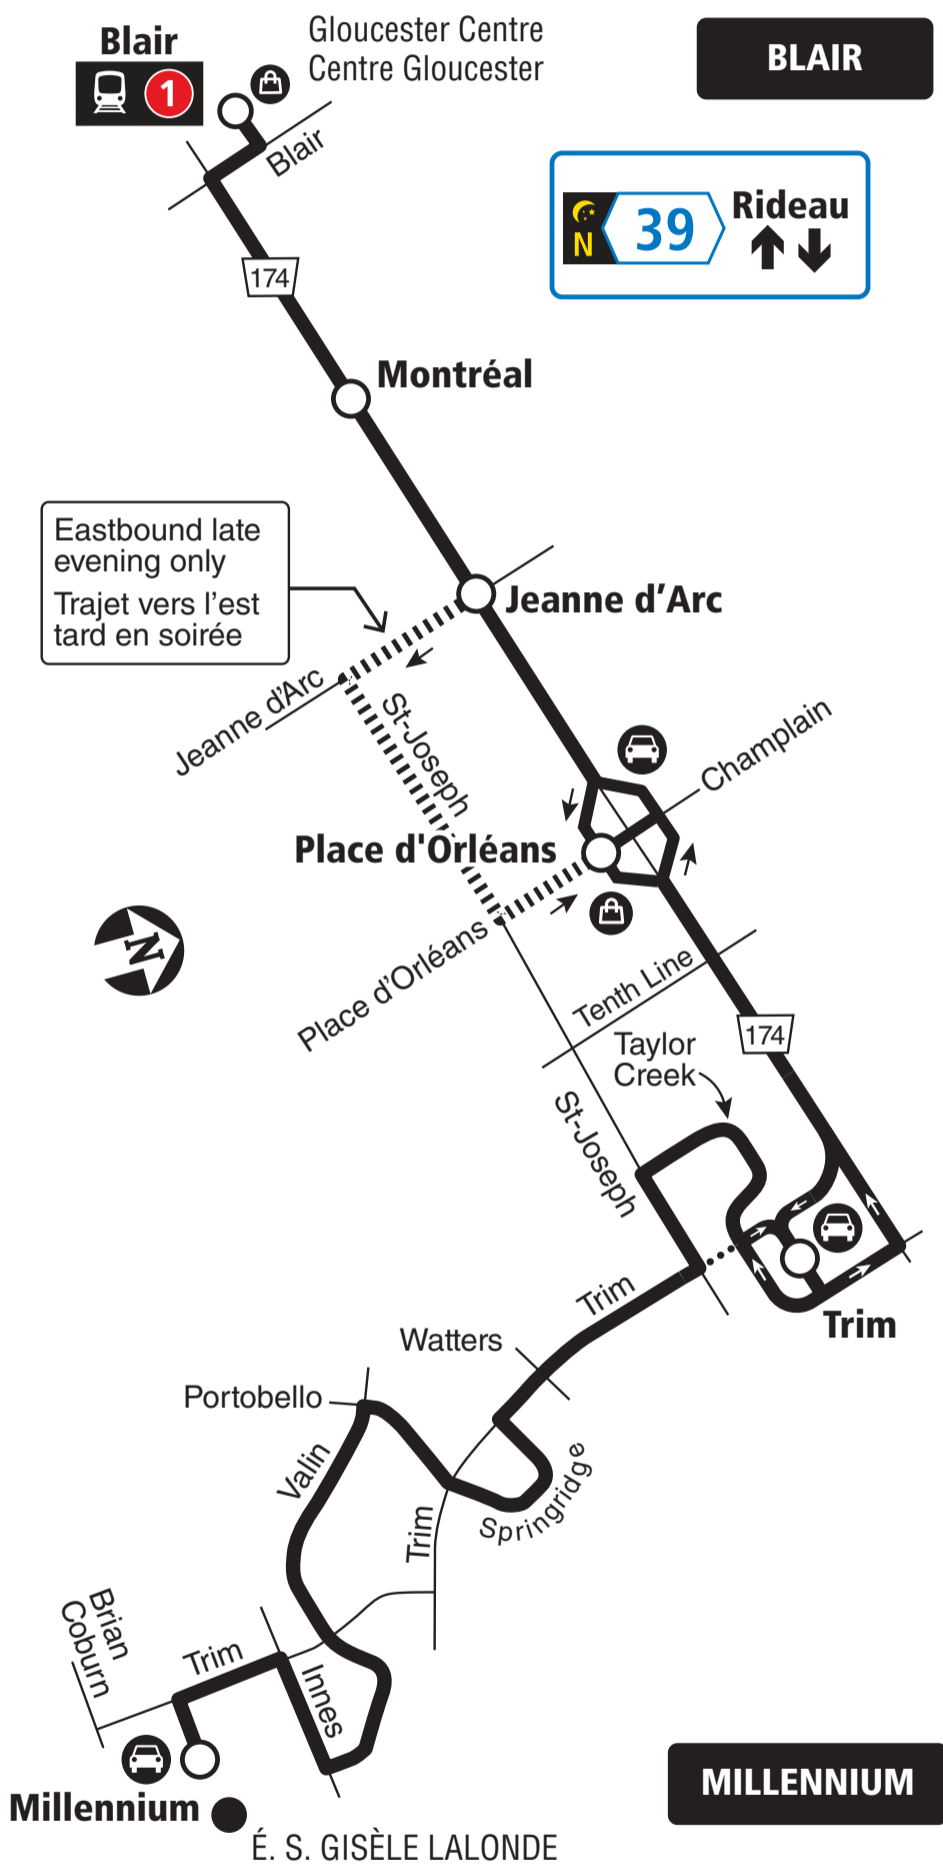 Blair
1
Gloucester Centre
Centre Gloucester
BLAIR
Blair
N
39
Rideau
174
Montréal
Eastbound late
evening only
Trajet vers l'est
tard en soirée
Jeanne d'Arc
Jeanne d'Arc
St-Joseph
Champlain
Place d'Orléans
Place d'Orléans
N
Tenth Line
174
Taylor
Creek
St-Joseph
Trim
Trim
Watters
Portobello
Valin
Springridge
Trim
Brian
Coburn
Trim
Innes
Millennium
MILLENNIUM
É. S. GISÈLE LALONDE